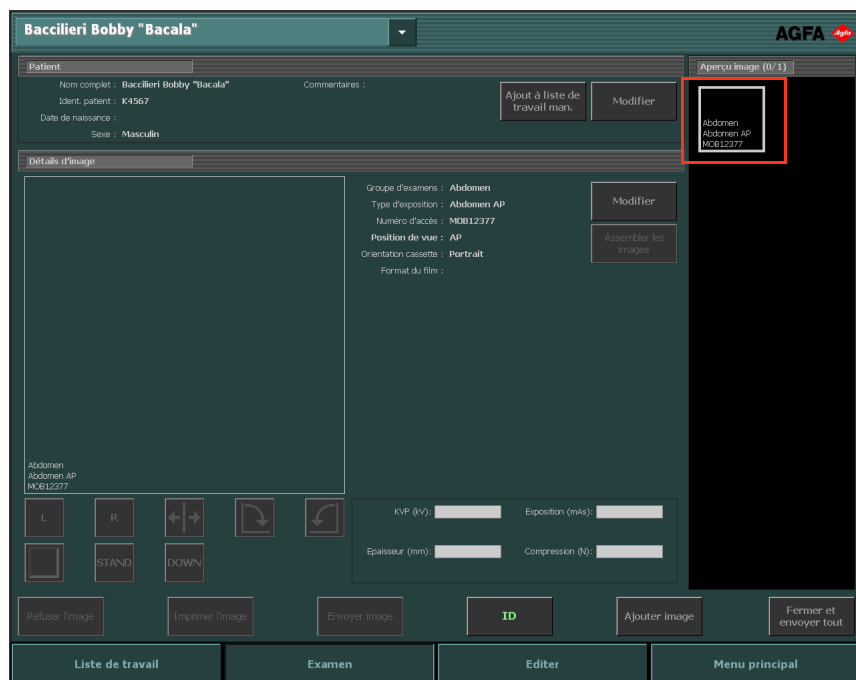 Baccilieri Bobby "Bacala"
AGFA
Agfa
Patient
Nom complet : Baccilieri Bobby "Bacala"
Ident. patient : K4567
Date de naissance :
Sexe : Masculin
Commentaires :
Ajout à liste de
travail man.
Modifier
Aperçu image (0/1)
Abdomen
Abdomen AP
MOB12377
Détails d'image
Abdomen
Abdomen AP
MOB12377
Groupe d'examens : Abdomen
Type d'exposition : Abdomen AP
Numéro d'accès : MOB12377
Position de vue : AP
Orientation cassette : Portrait
Format du film :
Modifier
Assembler les
images
L
R
STAND
DOWN
KVP (kV):
Exposition (mAs):
Epaisseur (mm):
Compression (N):
Refuser l'image
Imprimer l'image
Envoyer image
ID
Ajouter image
Fermer et
envoyer tout
Liste de travail
Examen
Editer
Menu principal